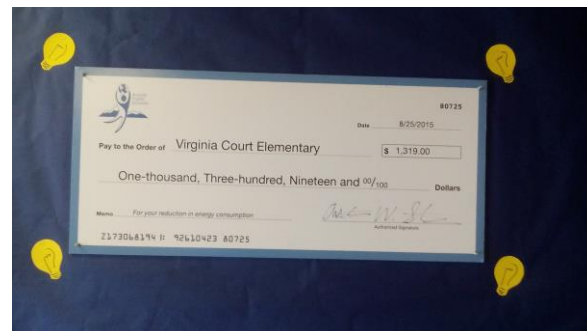 80725
Date 8/25/2015
Pay to the Order of Virginia Court Elementary $ 1,319.00
One-thousand, Three-hundred, Nineteen and 00/100 Dollars
Memo For your reduction in energy consumption
Authorized Signature
Z173068194 92610423 80725